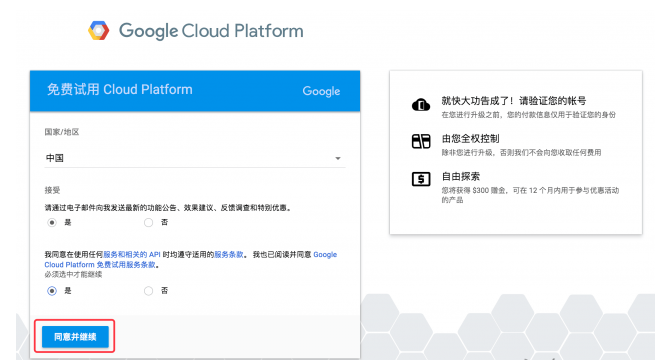 Google Cloud Platform
免费试用 Cloud Platform
Google
国家/地区
中国
接受
请通过电子邮件向我发送最新的功能公告、效果建议、反馈调查和特别优惠。
是
否
我同意在使用任何服务和相关的 API 时均遵守适用的服务条款。 我也已阅读并同意 Google
Cloud Platform 免费试用服务条款。
必须选中才能继续
是
否
同意并继续
就快大功告成了！请验证您的帐号
在您进行升级之前，您的付款信息仅用于验证您的身份
由您全权控制
除非您进行升级，否则我们不会向您收取任何费用
自由探索
您将获得 $300 赠金，可在 12 个月内用于参与优惠活动
的产品